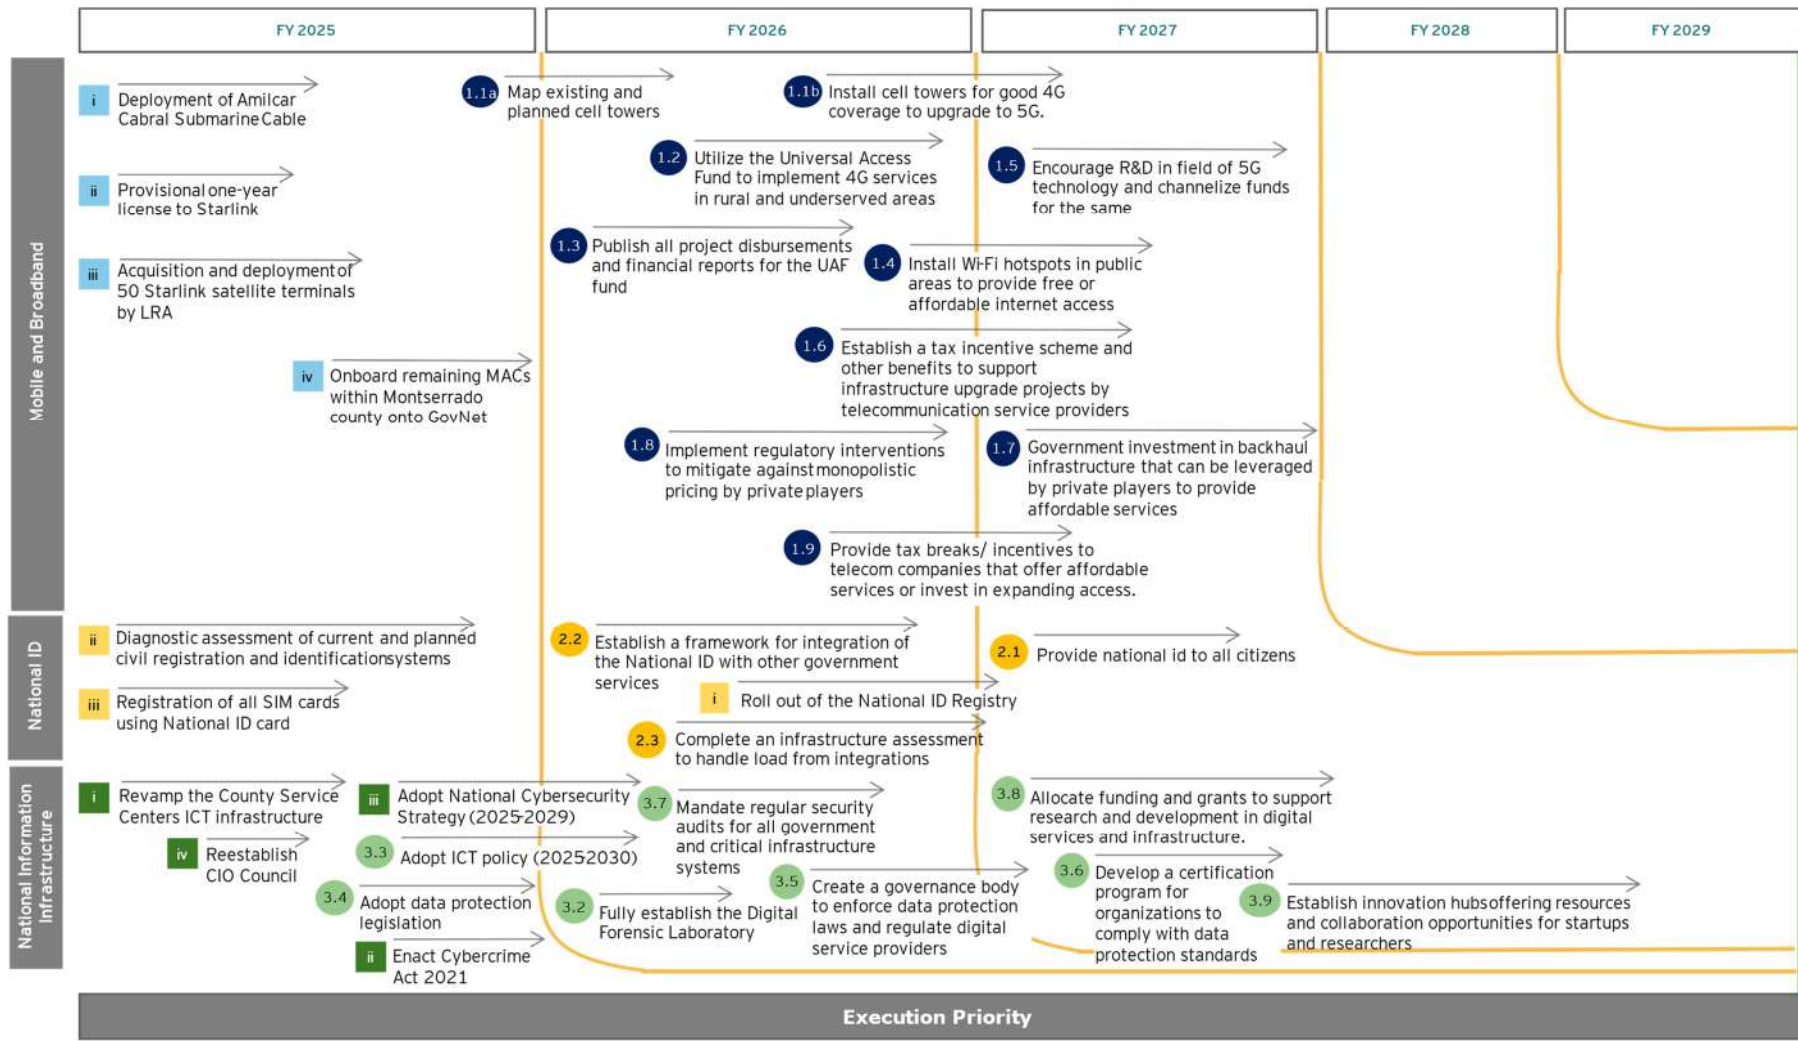 FY 2025
FY 2026
FY 2027
FY 2028
FY 2029
Mobile and Broadband
i
Deployment of Amilcar
Cabral Submarine Cable
1.1a
Map existing and
planned cell towers
1.1b
Install cell towers for good 4G
coverage to upgrade to 5G.
ii
Provisional one-year
license to Starlink
1.2
Utilize the Universal Access
Fund to implement 4G services
in rural and underserved areas
1.5
Encourage R&D in field of 5G
technology and channelize funds
for the same
iii
Acquisition and deployment of
50 Starlink satellite terminals
by LRA
1.3
Publish all project disbursements
and financial reports for the UAF
fund
1.4
Install Wi-Fi hotspots in public
areas to provide free or
affordable internet access
iv
Onboard remaining MACs
within Montserrado
county onto GovNet
1.6
Establish a tax incentive scheme and
other benefits to support
infrastructure upgrade projects by
telecommunication service providers
1.8
Implement regulatory interventions
to mitigate against monopolistic
pricing by private players
1.7
Government investment in backhaul
infrastructure that can be leveraged
by private players to provide
affordable services
1.9
Provide tax breaks/ incentives to
telecom companies that offer affordable
services or invest in expanding access.
National ID
ii
Diagnostic assessment of current and planned
civil registration and identificationsystems
2.2
Establish a framework for integration of
the National ID with other government
services
2.1
Provide national id to all citizens
iii
Registration of all SIM cards
using National ID card
i
Roll out of the National ID Registry
2.3
Complete an infrastructure assessment
to handle load from integrations
National Information
Infrastructure
i
Revamp the County Service
Centers ICT infrastructure
iii
Adopt National Cybersecurity
Strategy (2025-2029)
3.7
Mandate regular security
audits for all government
and critical infrastructure
systems
3.8
Allocate funding and grants to support
research and development in digital
services and infrastructure.
iv
Reestablish
CIO Council
3.3
Adopt ICT policy (2025-2030)
3.4
Adopt data protection
legislation
3.2
Fully establish the Digital
Forensic Laboratory
3.5
Create a governance body
to enforce data protection
laws and regulate digital
service providers
3.6
Develop a certification
program for
organizations to
comply with data
protection standards
3.9
Establish innovation hubsoffering resources
and collaboration opportunities for startups
and researchers
ii
Enact Cybercrime
Act 2021
Execution Priority